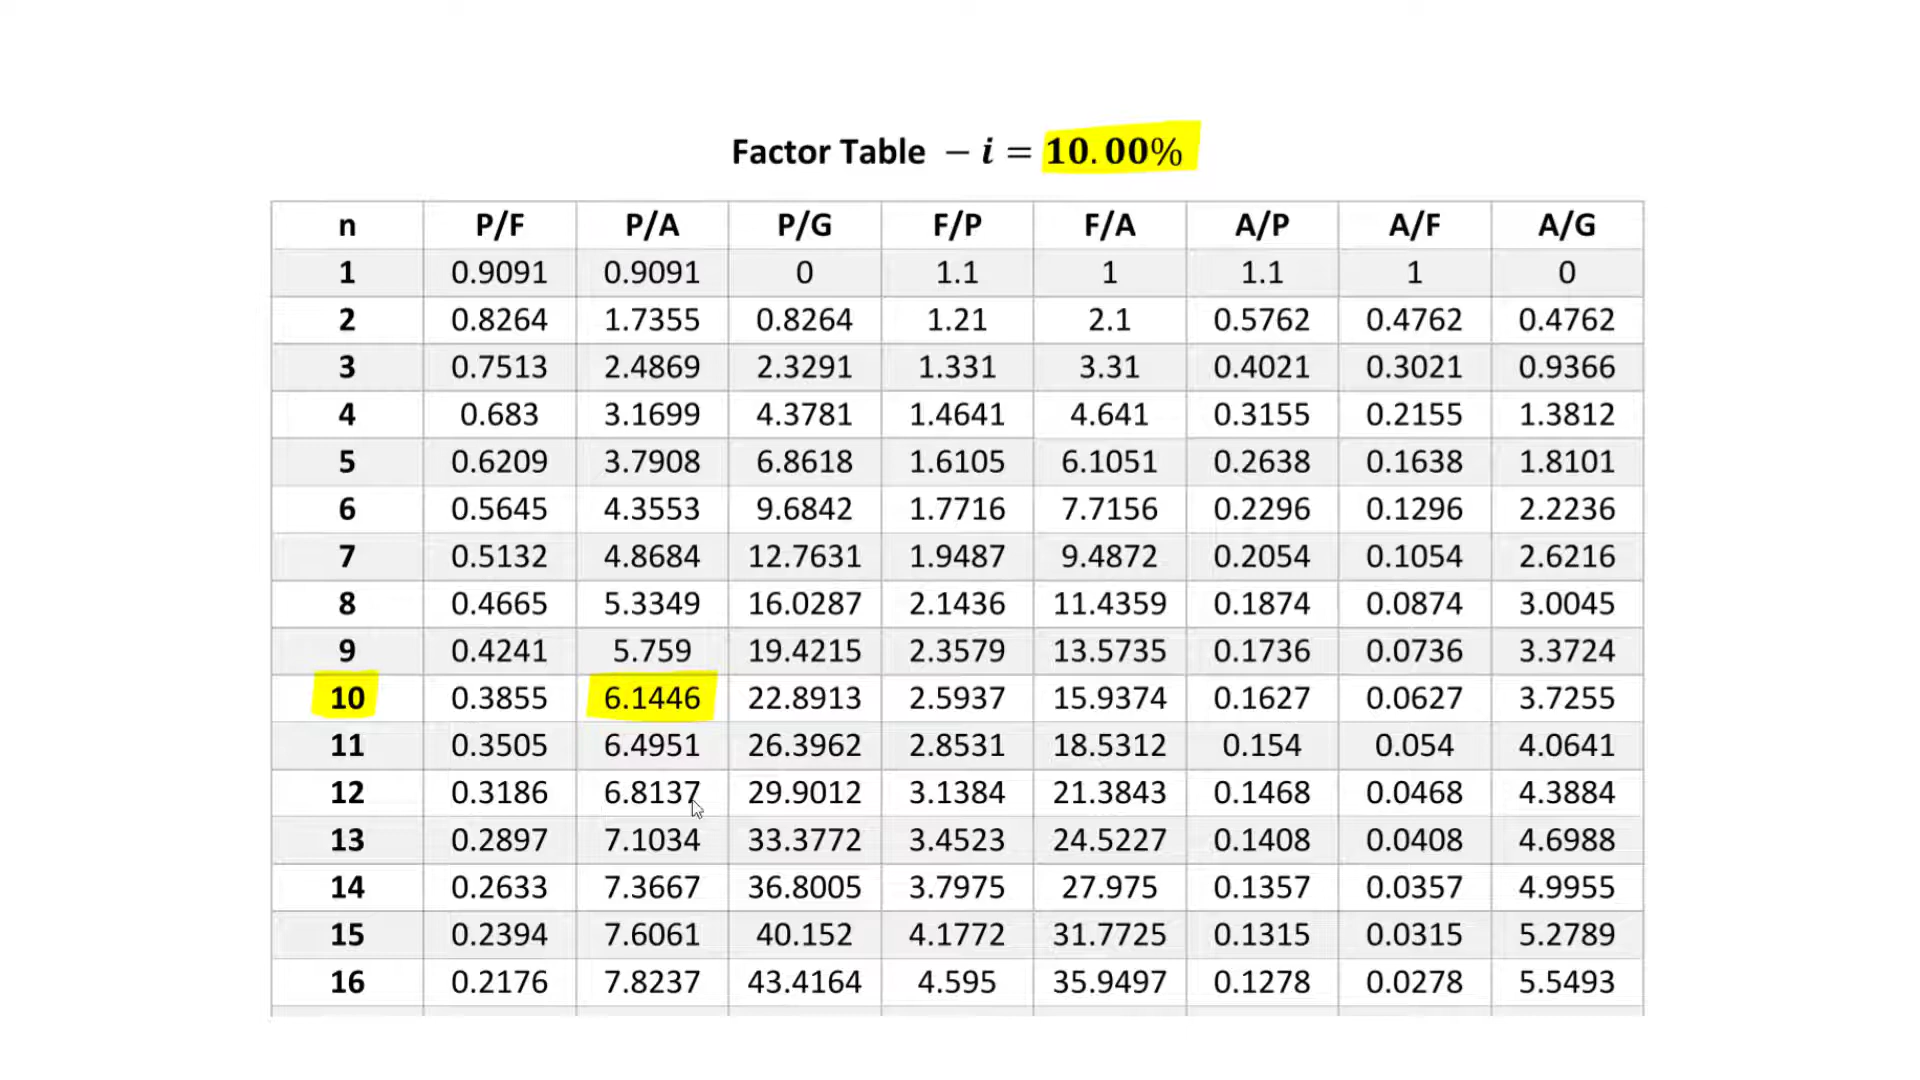 Factor Table − i = 10.00%
n P/F P/A P/G F/P F/A A/P A/F A/G
1 0.9091 0.9091 0 1.1 1 1.1 1 0
2 0.8264 1.7355 0.8264 1.21 2.1 0.5762 0.4762 0.4762
3 0.7513 2.4869 2.3291 1.331 3.31 0.4021 0.3021 0.9366
4 0.683 3.1699 4.3781 1.4641 4.641 0.3155 0.2155 1.3812
5 0.6209 3.7908 6.8618 1.6105 6.1051 0.2638 0.1638 1.8101
6 0.5645 4.3553 9.6842 1.7716 7.7156 0.2296 0.1296 2.2236
7 0.5132 4.8684 12.7631 1.9487 9.4872 0.2054 0.1054 2.6216
8 0.4665 5.3349 16.0287 2.1436 11.4359 0.1874 0.0874 3.0045
9 0.4241 5.759 19.4215 2.3579 13.5735 0.1736 0.0736 3.3724
10 0.3855 6.1446 22.8913 2.5937 15.9374 0.1627 0.0627 3.7255
11 0.3505 6.4951 26.3962 2.8531 18.5312 0.154 0.054 4.0641
12 0.3186 6.8137 29.9012 3.1384 21.3843 0.1468 0.0468 4.3884
13 0.2897 7.1034 33.3772 3.4523 24.5227 0.1408 0.0408 4.6988
14 0.2633 7.3667 36.8005 3.7975 27.975 0.1357 0.0357 4.9955
15 0.2394 7.6061 40.152 4.1772 31.7725 0.1315 0.0315 5.2789
16 0.2176 7.8237 43.4164 4.595 35.9497 0.1278 0.0278 5.5493